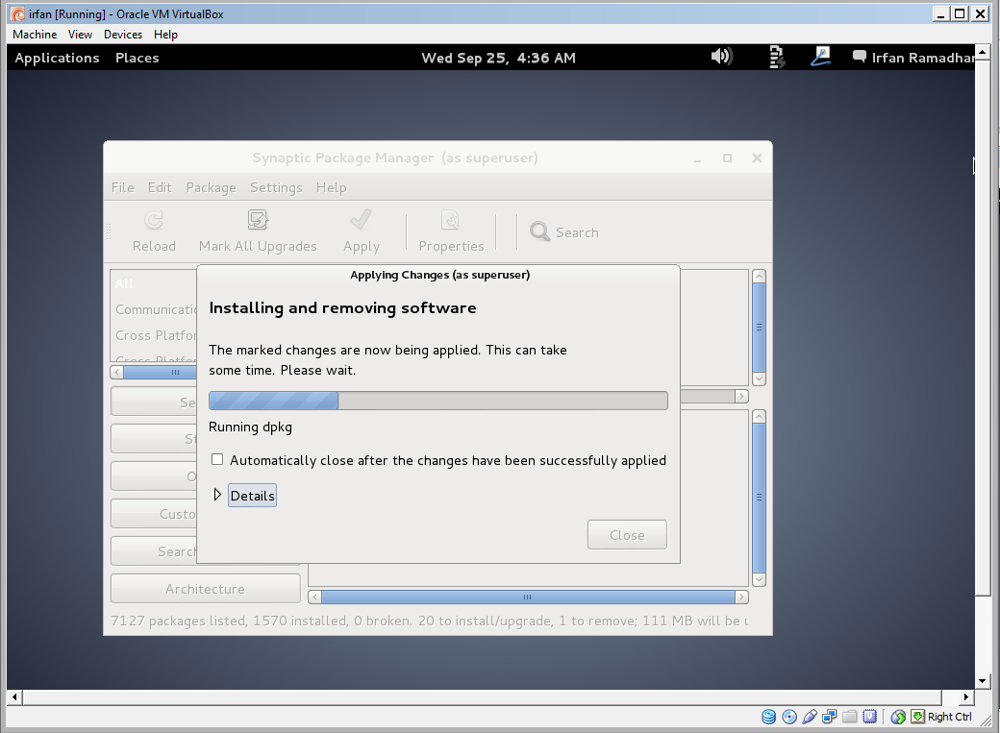 irfan [Running] - Oracle VM VirtualBox
Machine View Devices Help
Applications Places Wed Sep 25, 4:36 AM Irfan Ramadhan
Synaptic Package Manager (as superuser)
File Edit Package Settings Help
Reload Mark All Upgrades Apply Properties Search
All
Communicatio
Cross Platfor
Cross Platfor
Applying Changes (as superuser)
Installing and removing software
The marked changes are now being applied. This can take
some time. Please wait.
Running dpkg
Automatically close after the changes have been successfully applied
Details
Close
Se
St
O
Custo
Search
Architecture
7127 packages listed, 1570 installed, 0 broken. 20 to install/upgrade, 1 to remove; 111 MB will be u
Right Ctrl